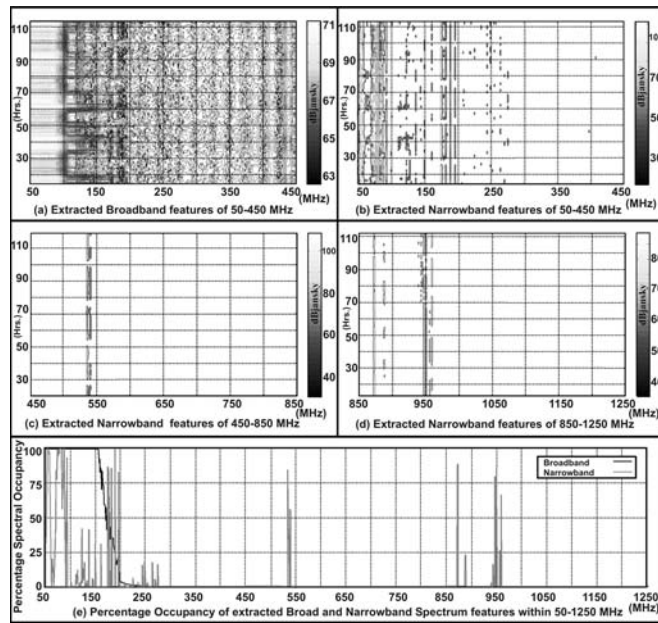 110
90
70
50
30
(Hrs.)
50 150 250 350 450
(MHz)
71
69
67
65
63
dBjansky
(a) Extracted Broadband features of 50-450 MHz
110
90
70
50
30
(Hrs.)
50 150 250 350 450
(MHz)
dBjansky
(b) Extracted Narrowband features of 50-450 MHz
110
90
70
50
30
(Hrs.)
450 550 650 750 850
(MHz)
100
80
60
40
dBjansky
(c) Extracted Narrowband features of 450-850 MHz
110
90
70
50
30
(Hrs.)
850 950 1050 1150 1250
(MHz)
dBjansky
(d) Extracted Narrowband features of 850-1250 MHz
Percentage Spectral Occupancy
100
75
50
25
0
Broadband
Narrowband
50 150 250 350 450 550 650 750 850 950 1050 1150 1250
(MHz)
(e) Percentage Occupancy of extracted Broad and Narrowband Spectrum features within 50-1250 MHz